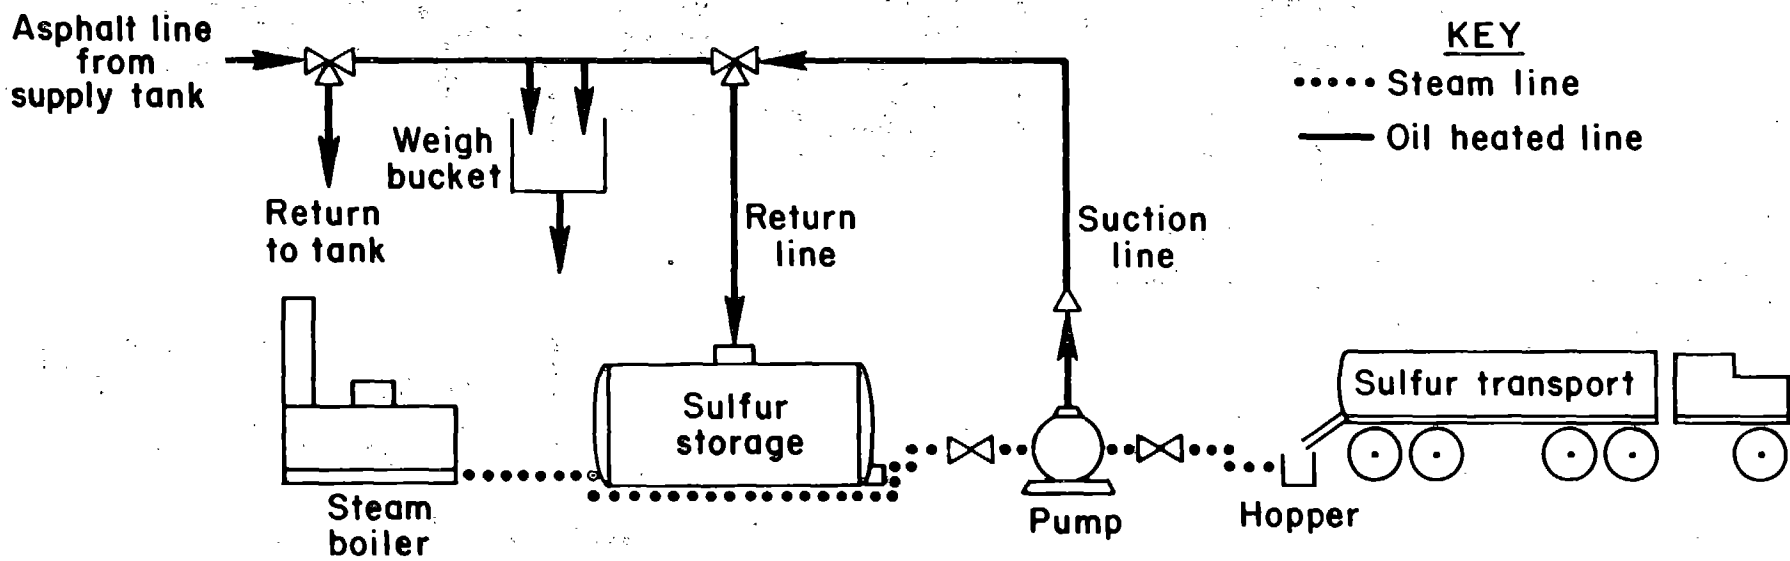 Asphalt line
from
supply tank
KEY
Steam line
Oil heated line
Weigh
bucket
Return
to tank
Return
line
Suction
line
Sulfur
storage
Sulfur transport
Steam
boiler
Pump
Hopper